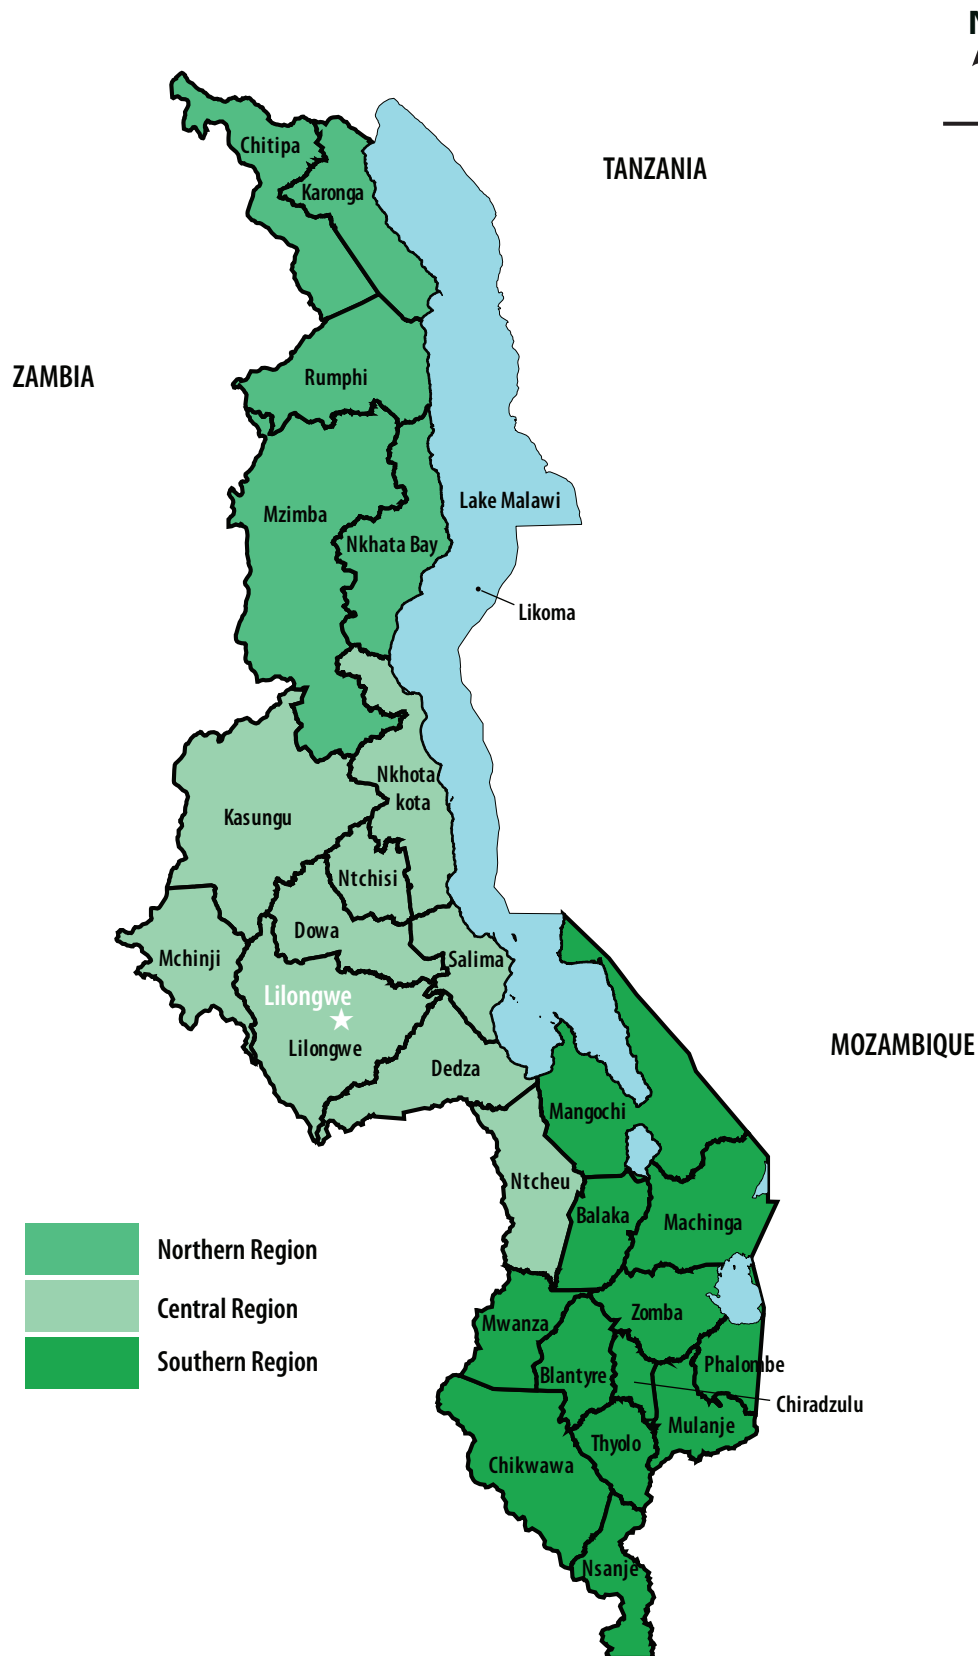 N
Chitipa
TANZANIA
Karonga
ZAMBIA
Rumphi
Lake Malawi
Mzimba
Nkhata Bay
Likoma
Nkhota
kota
Kasungu
Ntchisi
Dowa
Mchinji
Salima
Lilongwe
MOZAMBIQUE
Lilongwe
Dedza
Mangochi
Ntcheu
Balaka
Machinga
Northern Region
Central Region
Southern Region
Zomba
Mwanza
Phalombe
Blantyre
Chiradzulu
Mulanje
Thyolo
Chikwawa
Nsanje